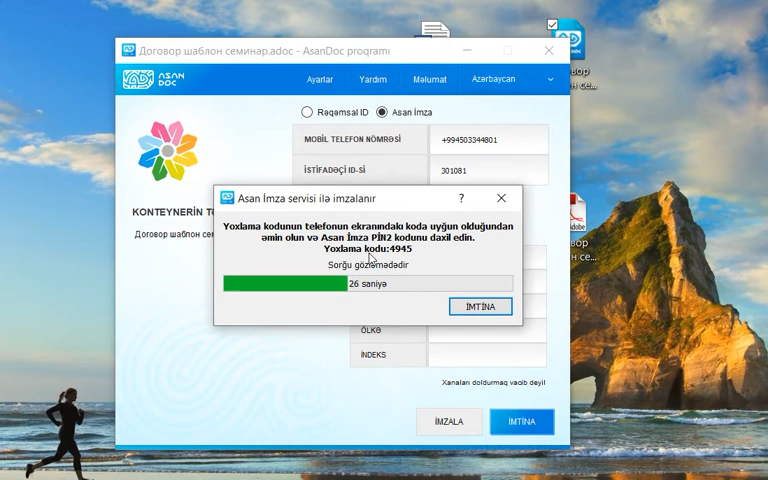 Договор шаблон семинар.adoc - AsanDoc proqramı
ASAN
DOC
Ayarlar
Yardım
Məlumat
Azərbaycan
Rəqəmsal ID
Asan İmza
MOBİL TELEFON NÖMRƏSİ
+994503344801
İSTİFADƏÇİ ID-Sİ
301081
Asan İmza servisi ilə imzalanır
?
KONTEYNERİN
Договор шаблон
Yoxlama kodunun telefonun ekranındakı koda uyğun olduğundan
əmin olun və Asan İmza PİN2 kodunu daxil edin.
Yoxlama kodu:4945
Sorğu gözləmədədir
26 saniyə
İMTİNA
ÖLKƏ
İNDEKS
Xanaları doldurmaq vacib deyil
İMZALA
İMTİNA
Adobe